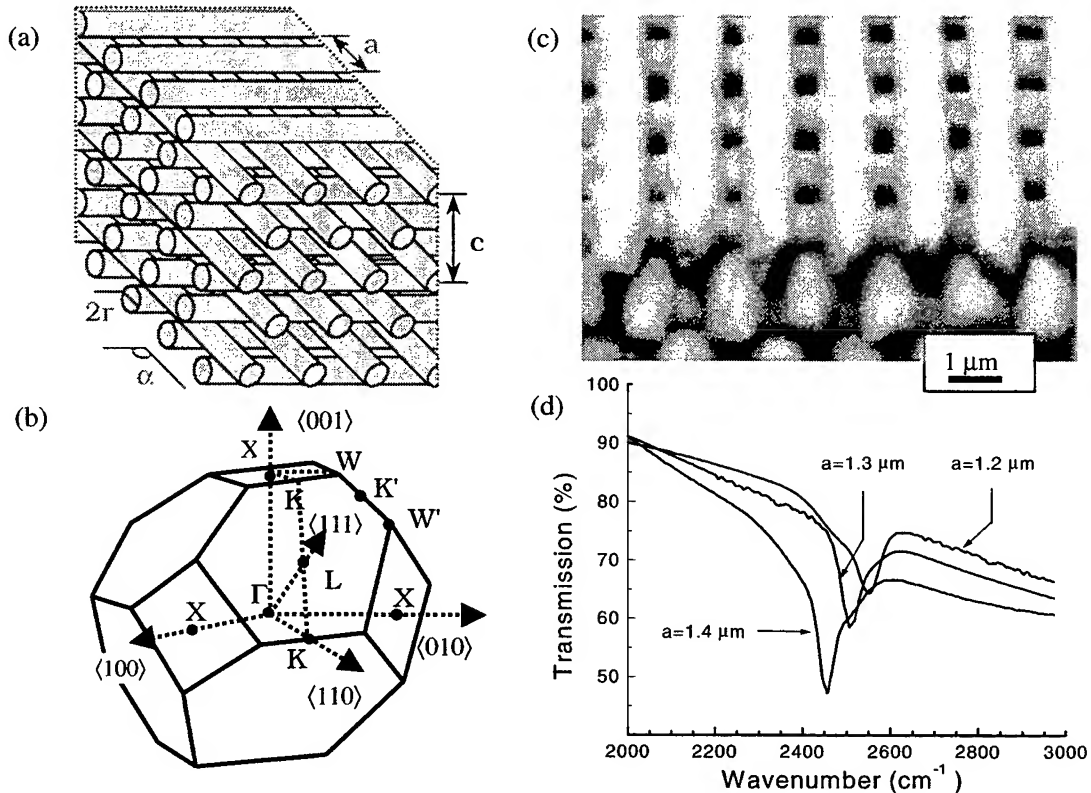 (a)
a
c
2r
α
(b)
⟨001⟩
X
W
K
K'
⟨111⟩
W'
L
Γ
X
X
⟨100⟩
K
⟨010⟩
⟨110⟩
(c)
1 µm
(d)
100
90
80
70
60
50
Transmission (%)
a=1.3 µm
a=1.2 µm
a=1.4 µm
2000 2200 2400 2600 2800 3000
Wavenumber (cm⁻¹)